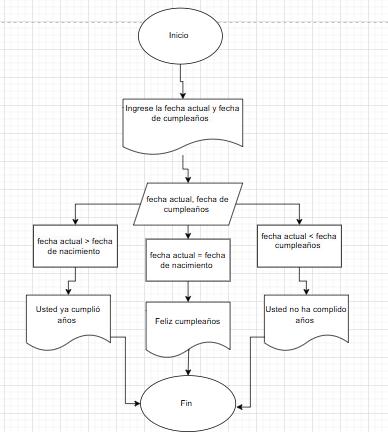 Inicio
Ingrese la fecha actual y fecha
de cumpleaños
fecha actual, fecha de
cumpleaños
fecha actual > fecha
de nacimiento
fecha actual = fecha
de nacimiento
fecha actual < fecha
cumpleaños
Usted ya cumplió
años
Feliz cumpleaños
Usted no ha complido
años
Fin